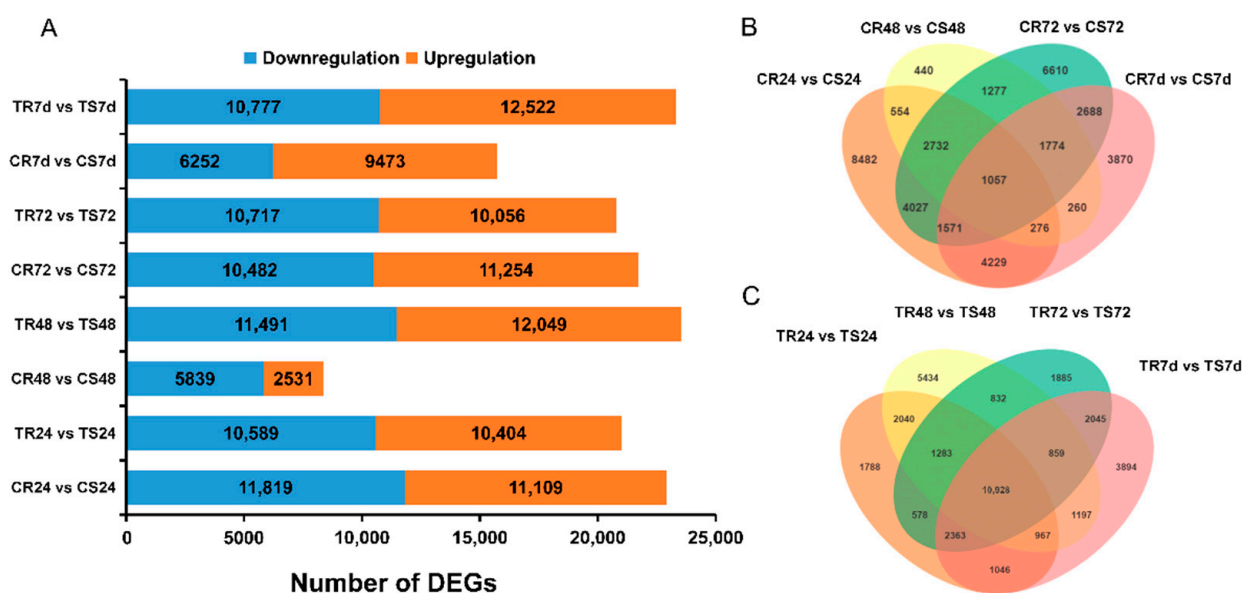 A
Downregulation Upregulation
TR7d vs TS7d 10,777 12,522
CR7d vs CS7d 6252 9473
TR72 vs TS72 10,717 10,056
CR72 vs CS72 10,482 11,254
TR48 vs TS48 11,491 12,049
CR48 vs CS48 5839 2531
TR24 vs TS24 10,589 10,404
CR24 vs CS24 11,819 11,109
0 5000 10,000 15,000 20,000 25,000
Number of DEGs
B
CR48 vs CS48 CR72 vs CS72
CR24 vs CS24 CR7d vs CS7d
440 6610
554 1277 2688
8482 2732 1774 3870
1057
4027 260
1571 276
4229
C
TR48 vs TS48 TR72 vs TS72
TR24 vs TS24 TR7d vs TS7d
5434 1885
2040 832 2045
1788 1283 859 3894
10,928
578 1197
2363 967
1046